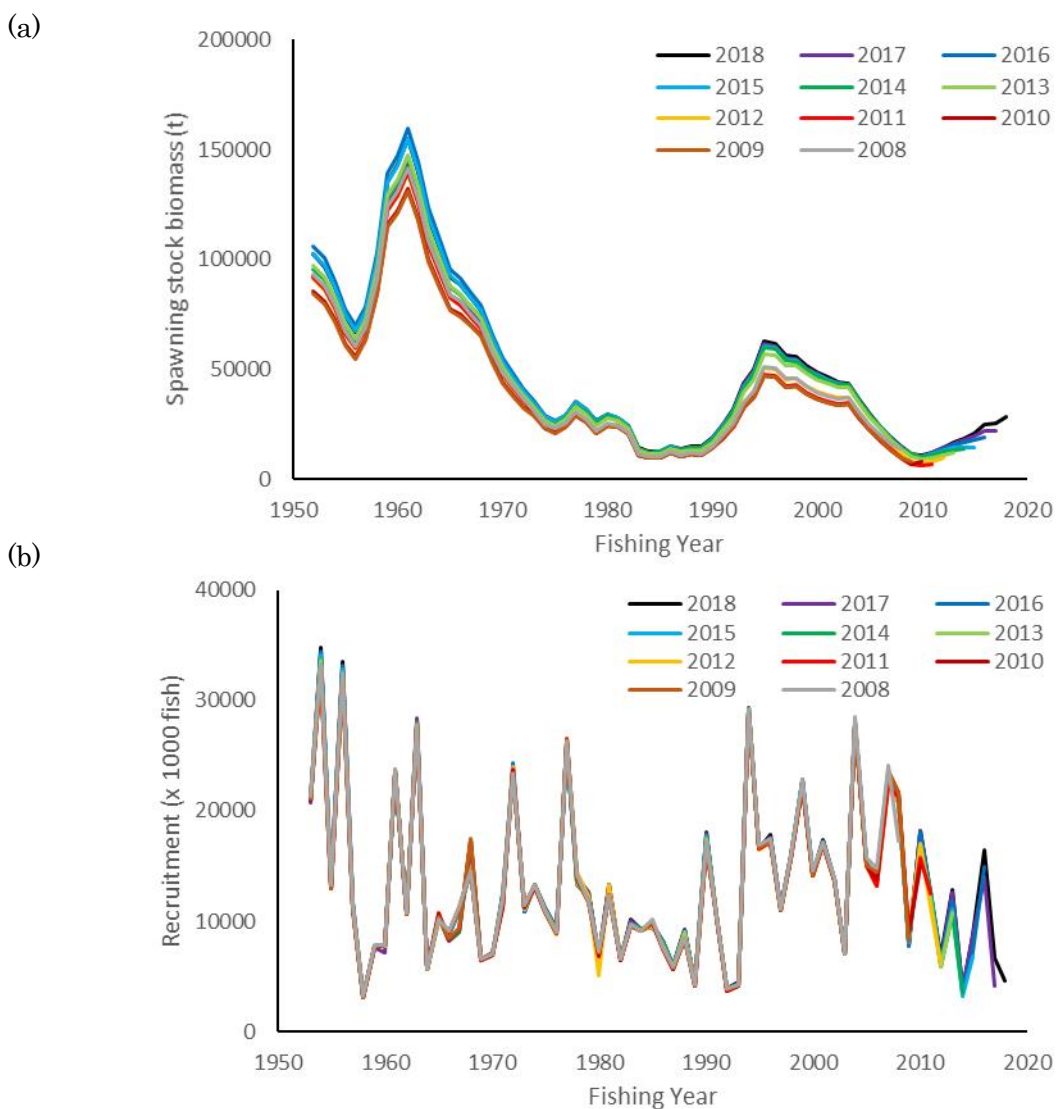 (a)
Spawning stock biomass (t)
200000
150000
100000
50000
0
2018 2017 2016
2015 2014 2013
2012 2011 2010
2009 2008
1950 1960 1970 1980 1990 2000 2010 2020
Fishing Year
(b)
Recruitment (x 1000 fish)
40000
30000
20000
10000
0
2018 2017 2016
2015 2014 2013
2012 2011 2010
2009 2008
1950 1960 1970 1980 1990 2000 2010 2020
Fishing Year